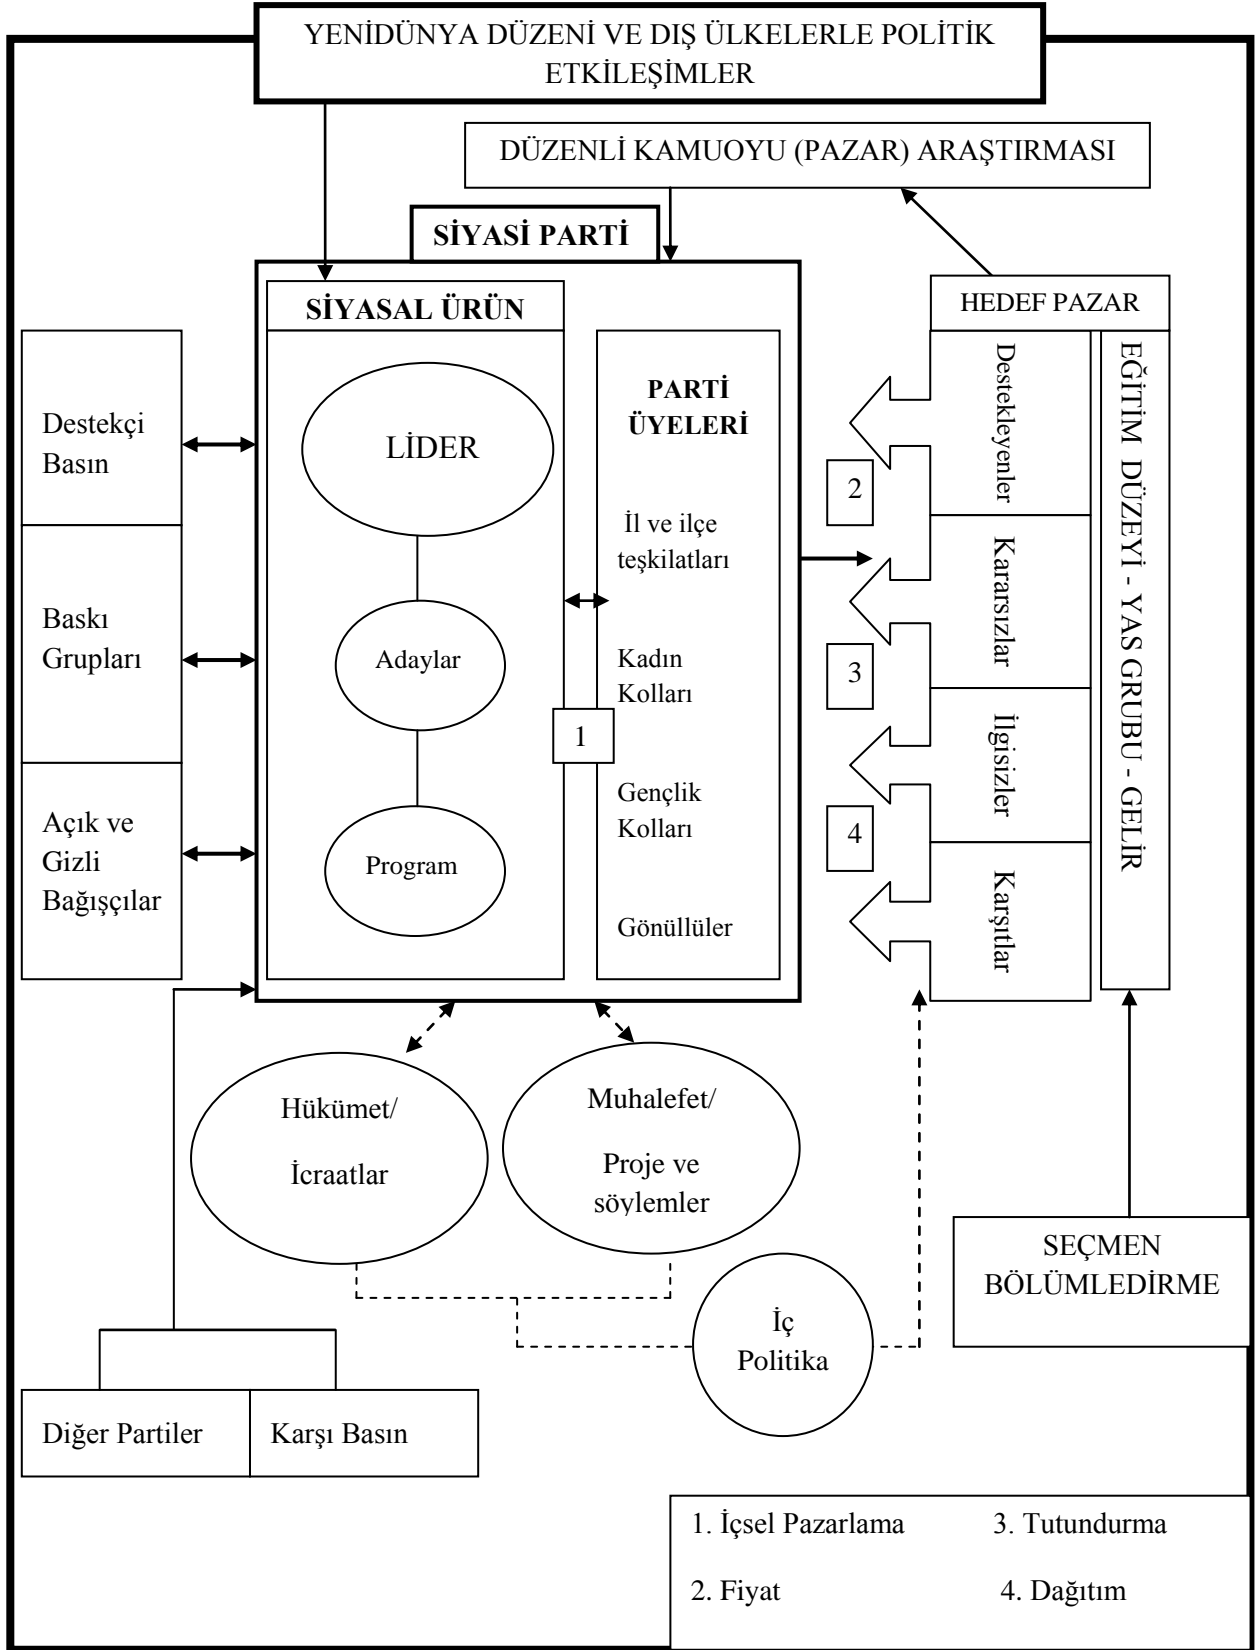 YENİDÜNYA DÜZENİ VE DIŞ ÜLKELERLE POLİTİK
ETKİLEŞİMLER
DÜZENLİ KAMUOYU (PAZAR) ARAŞTIRMASI
SİYASİ PARTİ
SİYASAL ÜRÜN
HEDEF PAZAR
Destekçi
Basın
Baskı
Grupları
Açık ve
Gizli
Bağışçılar
LİDER
Adaylar
Program
1
PARTİ
ÜYELERİ
İl ve ilçe
teşkilatları
Kadın
Kolları
Gençlik
Kolları
Gönüllüler
2
3
4
Destekleyenler
Kararsızlar
İlgisizler
Karşıtlar
EĞİTİM DÜZEYİ - YAS GRUBU - GELİR
Hükümet/
İcraatlar
Muhalefet/
Proje ve
söylemler
İç
Politika
SEÇMEN
BÖLÜMLEDİRME
Diğer Partiler
Karşı Basın
1. İçsel Pazarlama 3. Tutundurma
2. Fiyat 4. Dağıtım